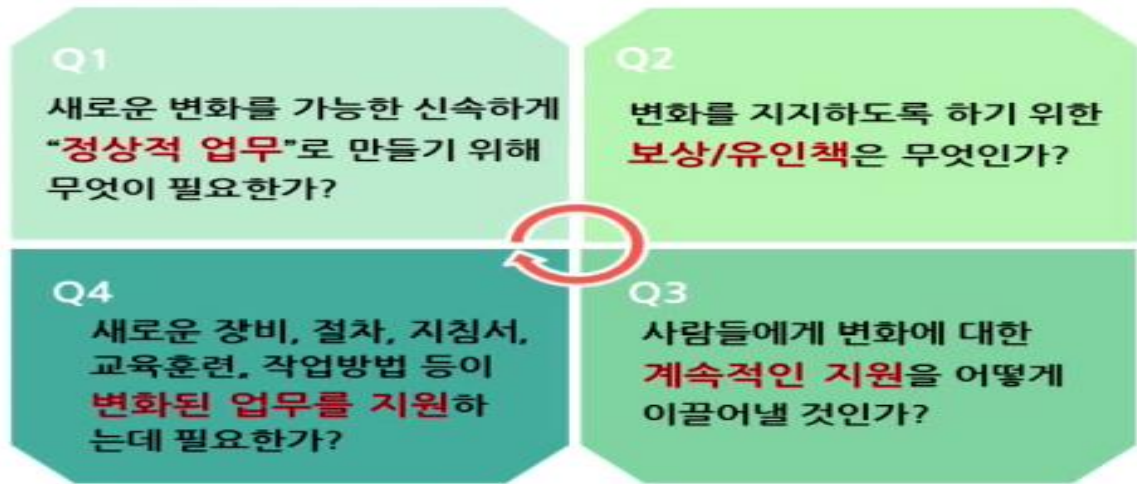 Q1
새로운 변화를 가능한 신속하게
“정상적 업무”로 만들기 위해
무엇이 필요한가?
Q2
변화를 지지하도록 하기 위한
보상/유인책은 무엇인가?
Q3
사람들에게 변화에 대한
계속적인 지원을 어떻게
이끌어낼 것인가?
Q4
새로운 장비, 절차, 지침서,
교육훈련, 작업방법 등이
변화된 업무를 지원하
는데 필요한가?